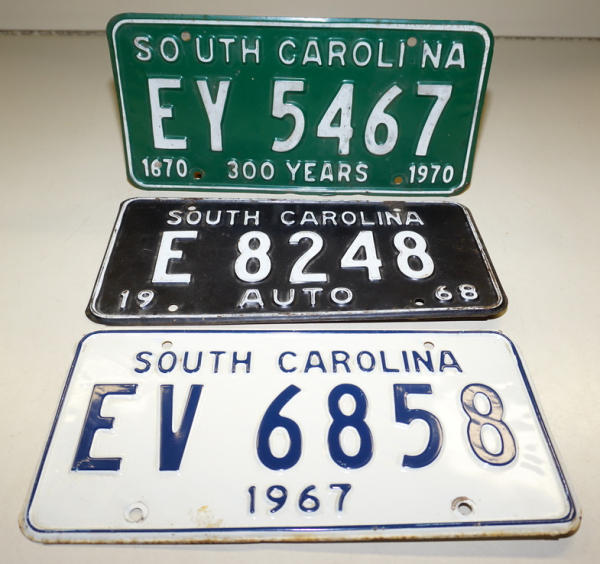 SOUTH CAROLINA
EY 5467
1670 300 YEARS 1970
SOUTH CAROLINA
E 8248
19 AUTO 68
SOUTH CAROLINA
EV 6858
1967